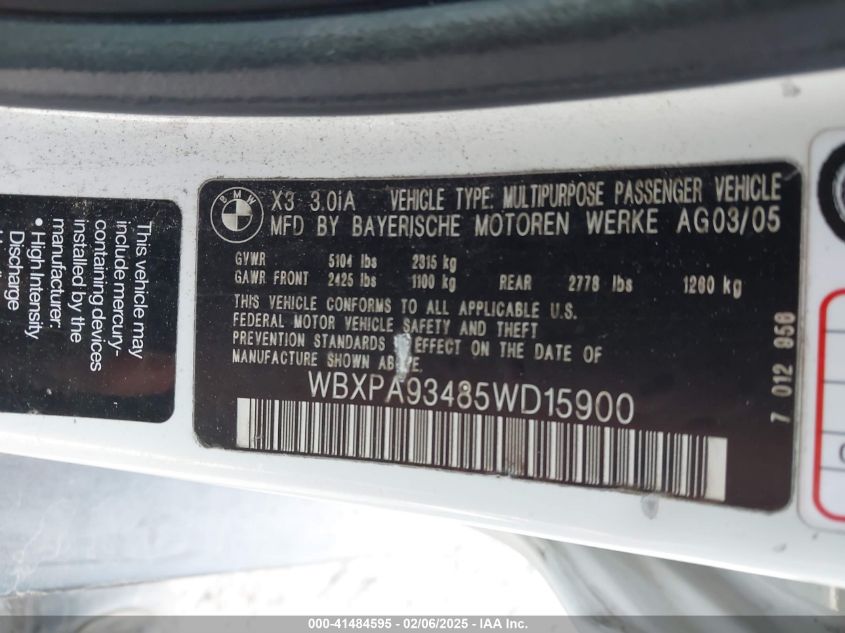 This vehicle may
include mercury-
containing devices
installed by the
manufacturer:
• High Intensity
Discharge
BMW
X3 3.0iA VEHICLE TYPE: MULTIPURPOSE PASSENGER VEHICLE
MFD BY BAYERISCHE MOTOREN WERKE AG03/05
GVWR 5104 lbs 2315 kg
GAWR FRONT 2425 lbs 1100 kg REAR 2778 lbs 1260 kg
THIS VEHICLE CONFORMS TO ALL APPLICABLE U.S.
FEDERAL MOTOR VEHICLE SAFETY AND THEFT
PREVENTION STANDARDS EFFECT ON THE DATE OF
MANUFACTURE SHOWN ABOVE.
WBXPA93485WD15900
7 012 956
000-41484595 - 02/06/2025 - IAA Inc.